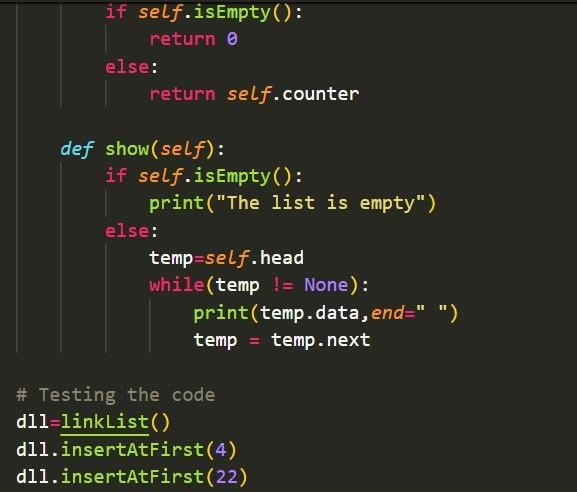 if self.isEmpty():
return 0
else:
return self.counter
def show(self):
if self.isEmpty():
print("The list is empty")
else:
temp=self.head
while(temp != None):
print(temp.data,end=" ")
temp = temp.next
# Testing the code
dll=linkList()
dll.insertAtFirst(4)
dll.insertAtFirst(22)